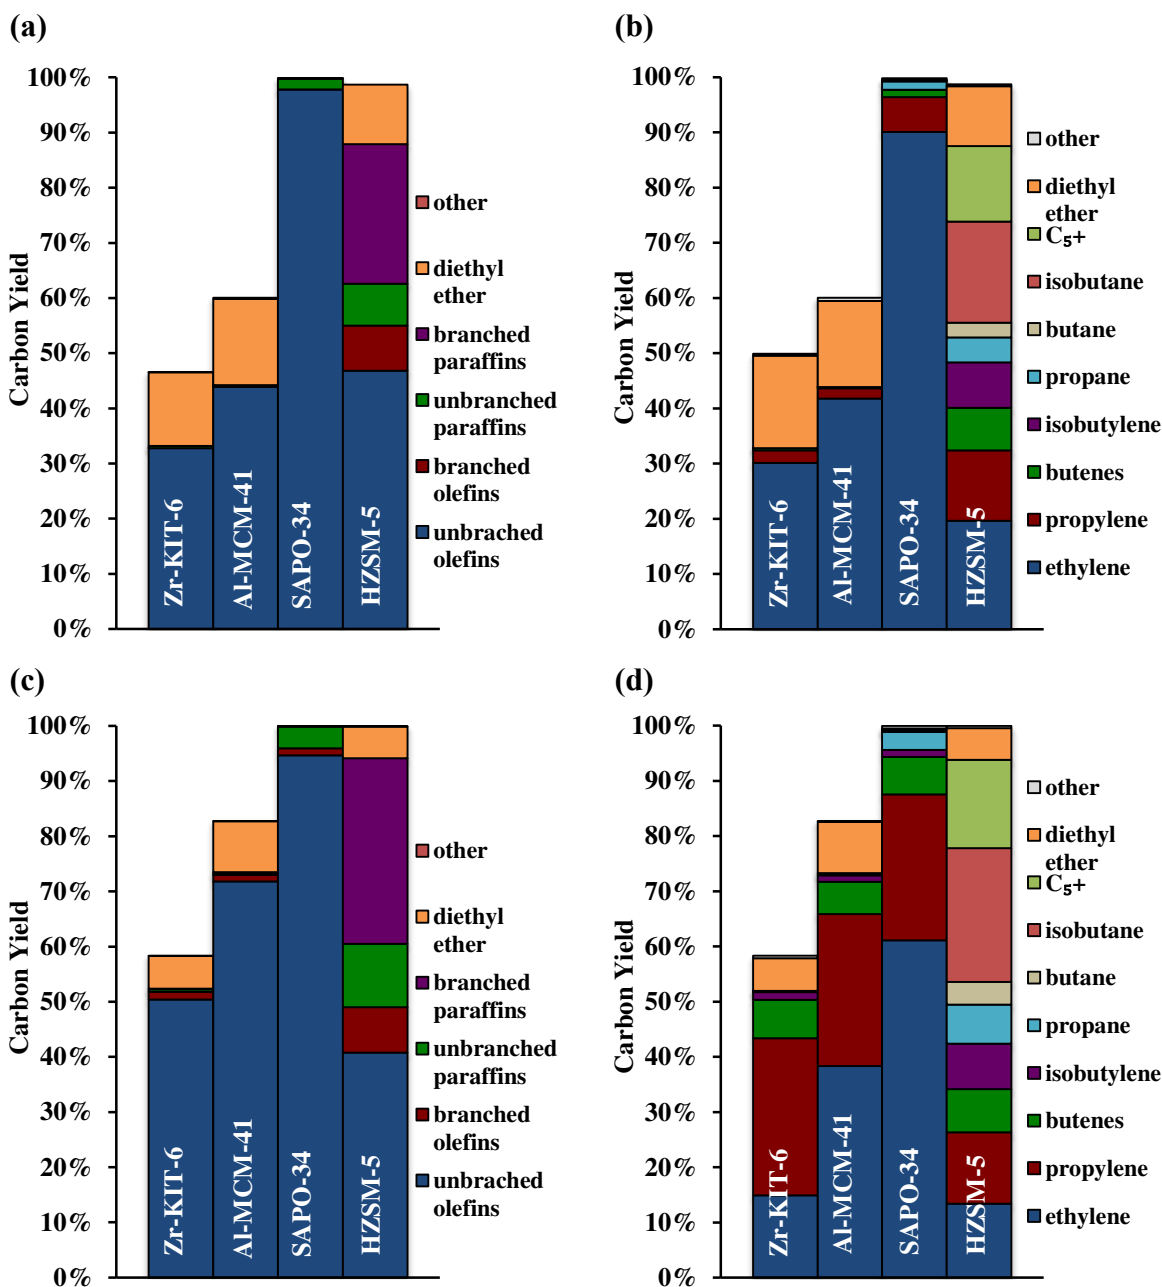 (a)
100%
90%
80%
70%
60%
50%
40%
30%
20%
10%
0%
Carbon Yield
Zr-KIT-6
Al-MCM-41
SAPO-34
HZSM-5
other
diethyl
ether
branched
paraffins
unbranched
paraffins
branched
olefins
unbrached
olefins
(b)
100%
90%
80%
70%
60%
50%
40%
30%
20%
10%
0%
Carbon Yield
Zr-KIT-6
Al-MCM-41
SAPO-34
HZSM-5
other
diethyl
ether
C₅+
isobutane
butane
propane
isobutylene
butenes
propylene
ethylene
(c)
100%
90%
80%
70%
60%
50%
40%
30%
20%
10%
0%
Carbon Yield
Zr-KIT-6
Al-MCM-41
SAPO-34
HZSM-5
other
diethyl
ether
branched
paraffins
unbranched
paraffins
branched
olefins
unbrached
olefins
(d)
100%
90%
80%
70%
60%
50%
40%
30%
20%
10%
0%
Carbon Yield
Zr-KIT-6
Al-MCM-41
SAPO-34
HZSM-5
other
diethyl
ether
C₅+
isobutane
butane
propane
isobutylene
butenes
propylene
ethylene